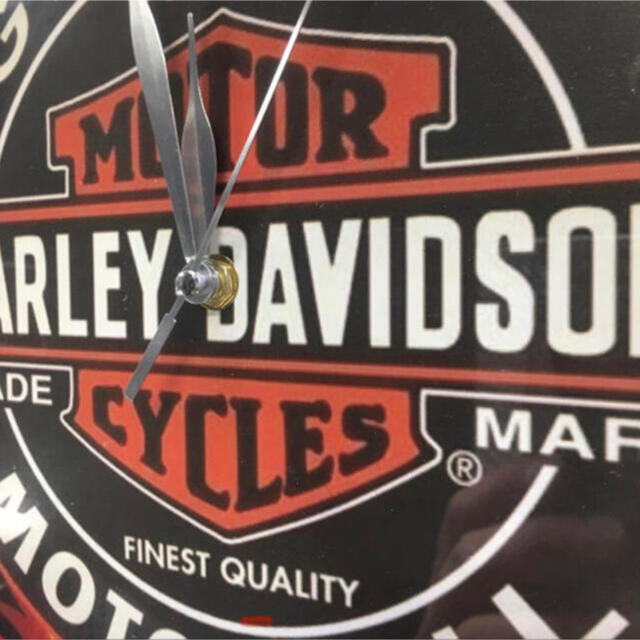 MOTOR
ARLEY-DAVIDSO
ADE
MAR
CYCLES
®
FINEST QUALITY
MOTO